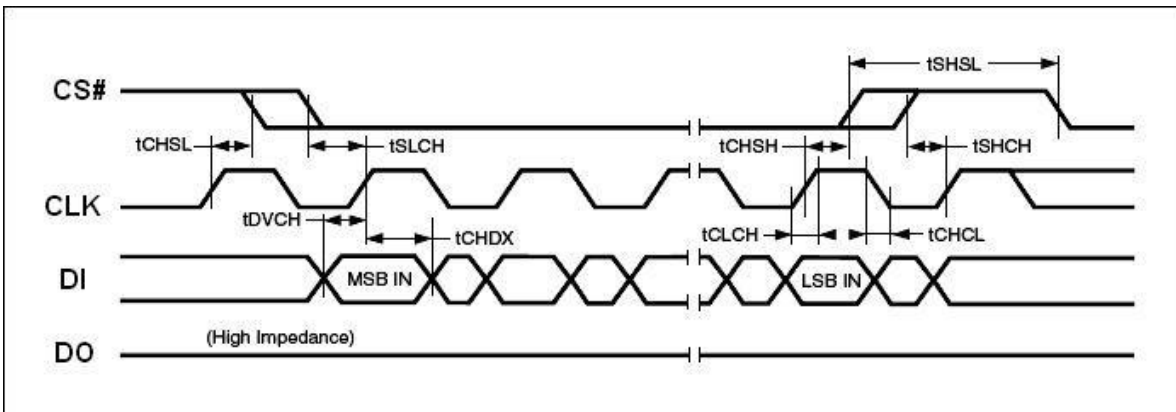 tSHSL
CS#
tCHSL
tSLCH
tCHSH
tSHCH
CLK
tDVCH
tCHDX
tCLCH
tCHCL
DI
MSB IN
LSB IN
(High Impedance)
DO